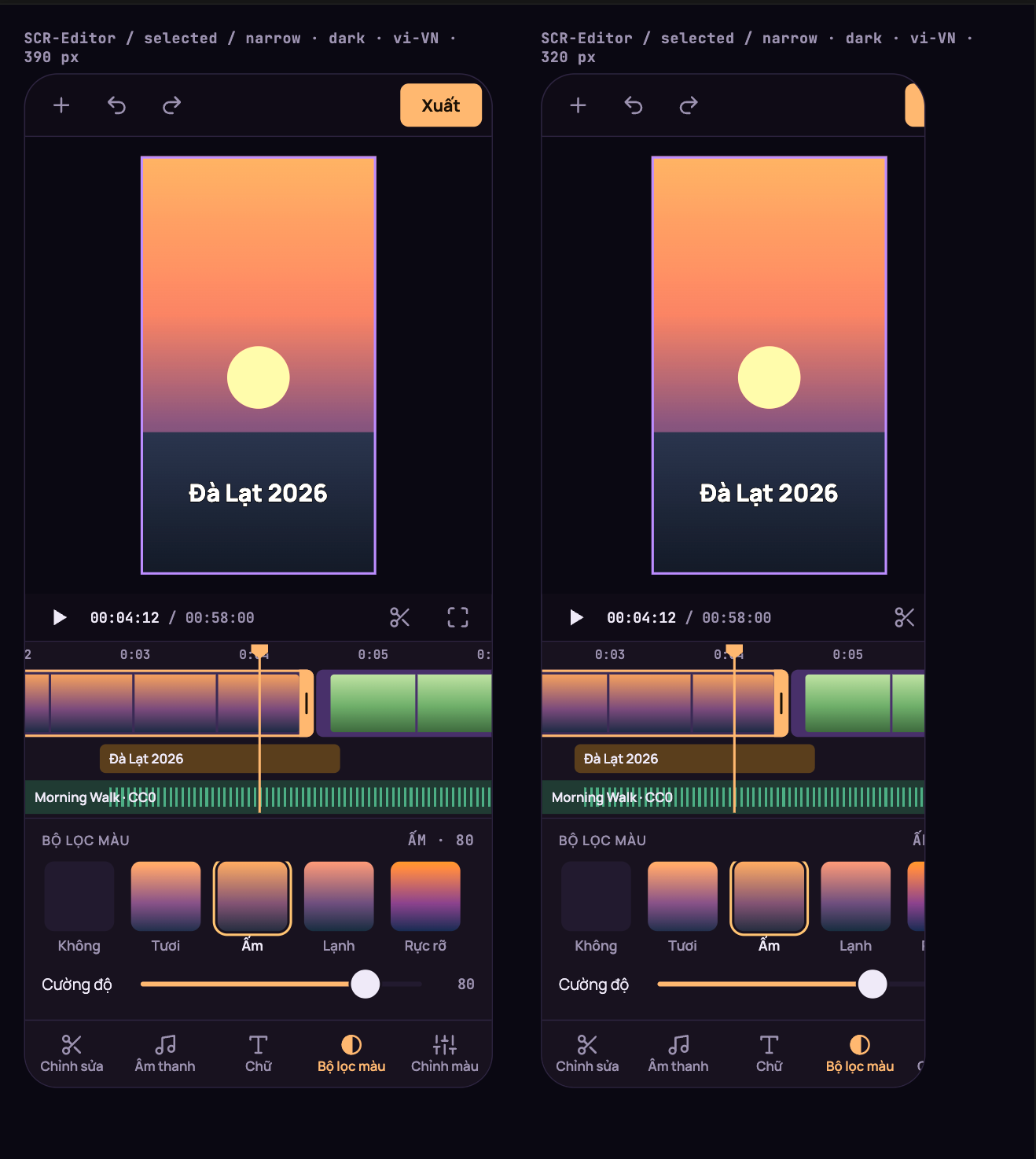 SCR-Editor / selected / narrow · dark · vi-VN ·
390 px
Xuất
Đà Lạt 2026
00:04:12 / 00:58:00
2 0:03 0:05
Đà Lạt 2026
Morning Walk · CC0
BỘ LỌC MÀU ẤM · 80
Không Tươi Ấm Lạnh Rực rỡ
Cường độ 80
Chỉnh sửa Âm thanh Chữ Bộ lọc màu Chỉnh màu
SCR-Editor / selected / narrow · dark · vi-VN ·
320 px
Đà Lạt 2026
00:04:12 / 00:58:00
0:03 0:05
Đà Lạt 2026
Morning Walk · CC0
BỘ LỌC MÀU
Không Tươi Ấm Lạnh
Cường độ
Chỉnh sửa Âm thanh Chữ Bộ lọc màu